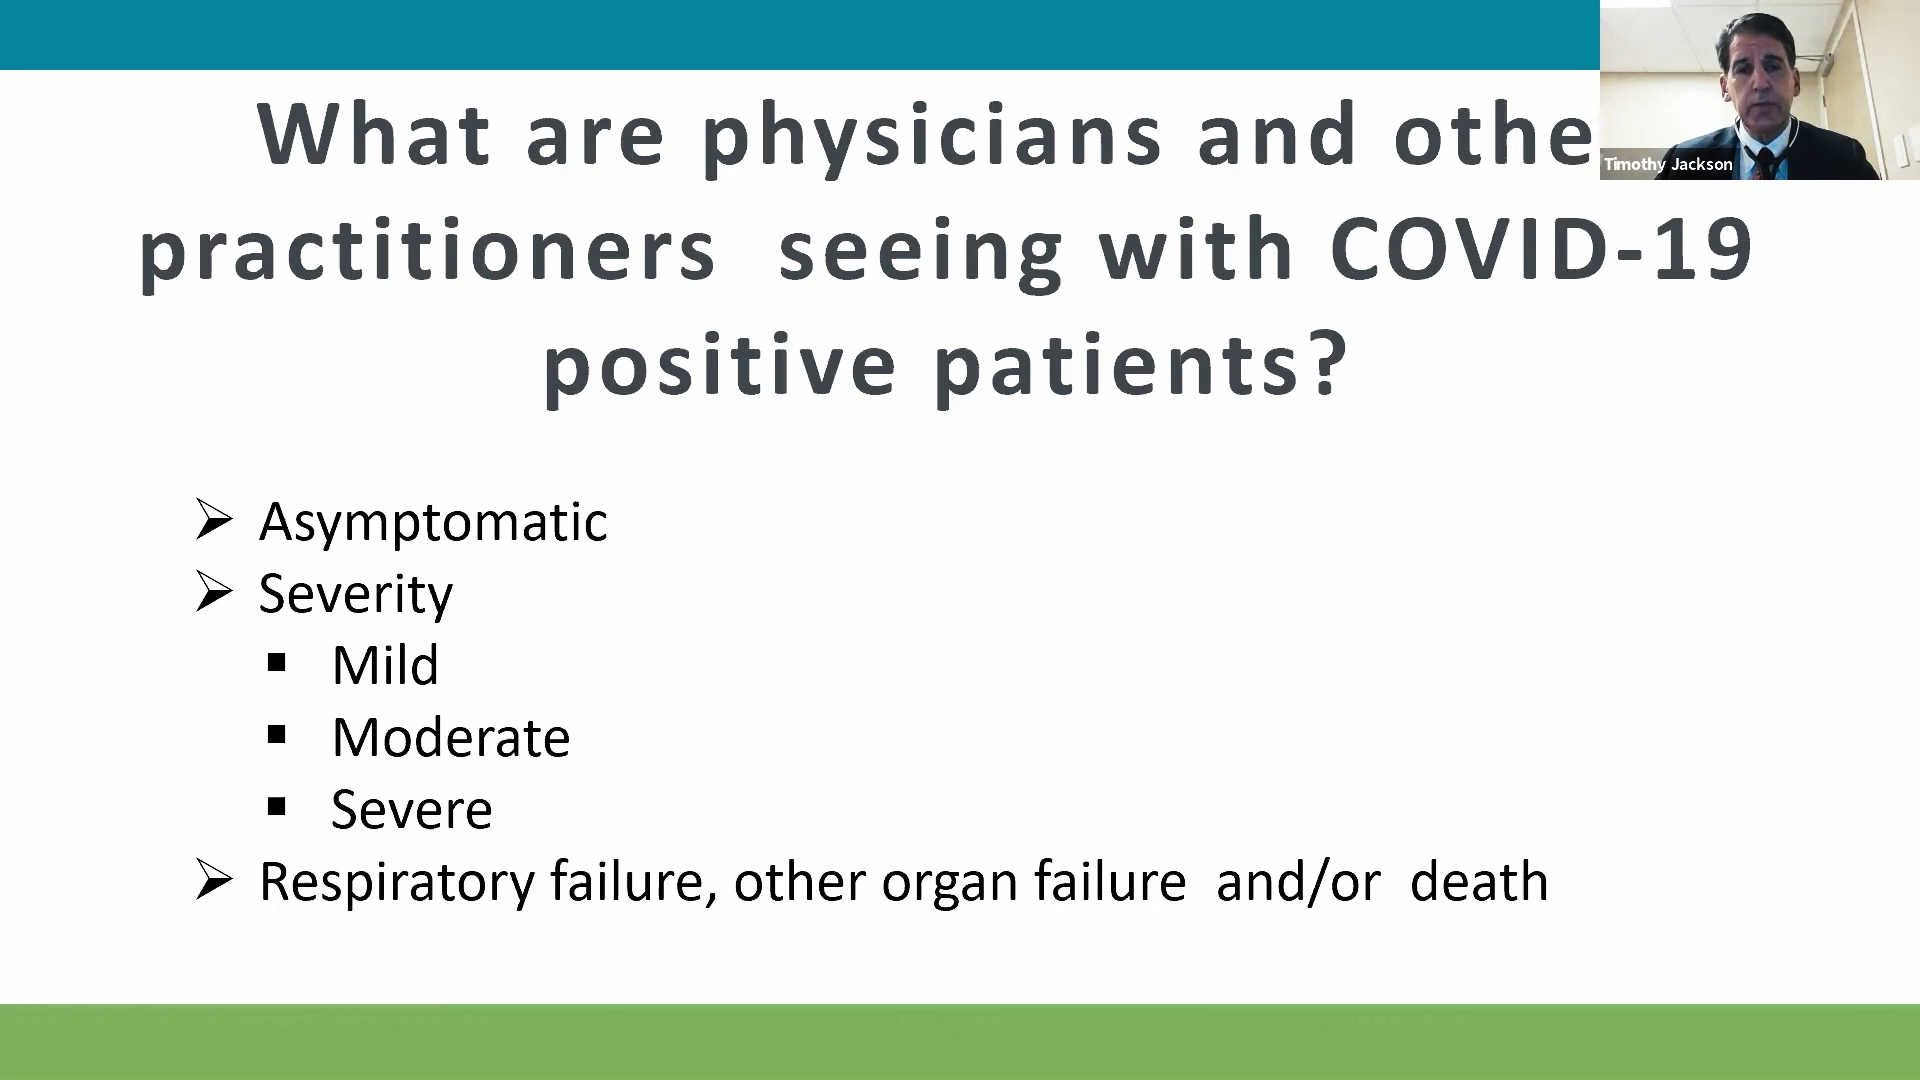 What are physicians and othe
practitioners seeing with COVID-19
positive patients?
Timothy Jackson
➢ Asymptomatic
➢ Severity
▪ Mild
▪ Moderate
▪ Severe
➢ Respiratory failure, other organ failure and/or death